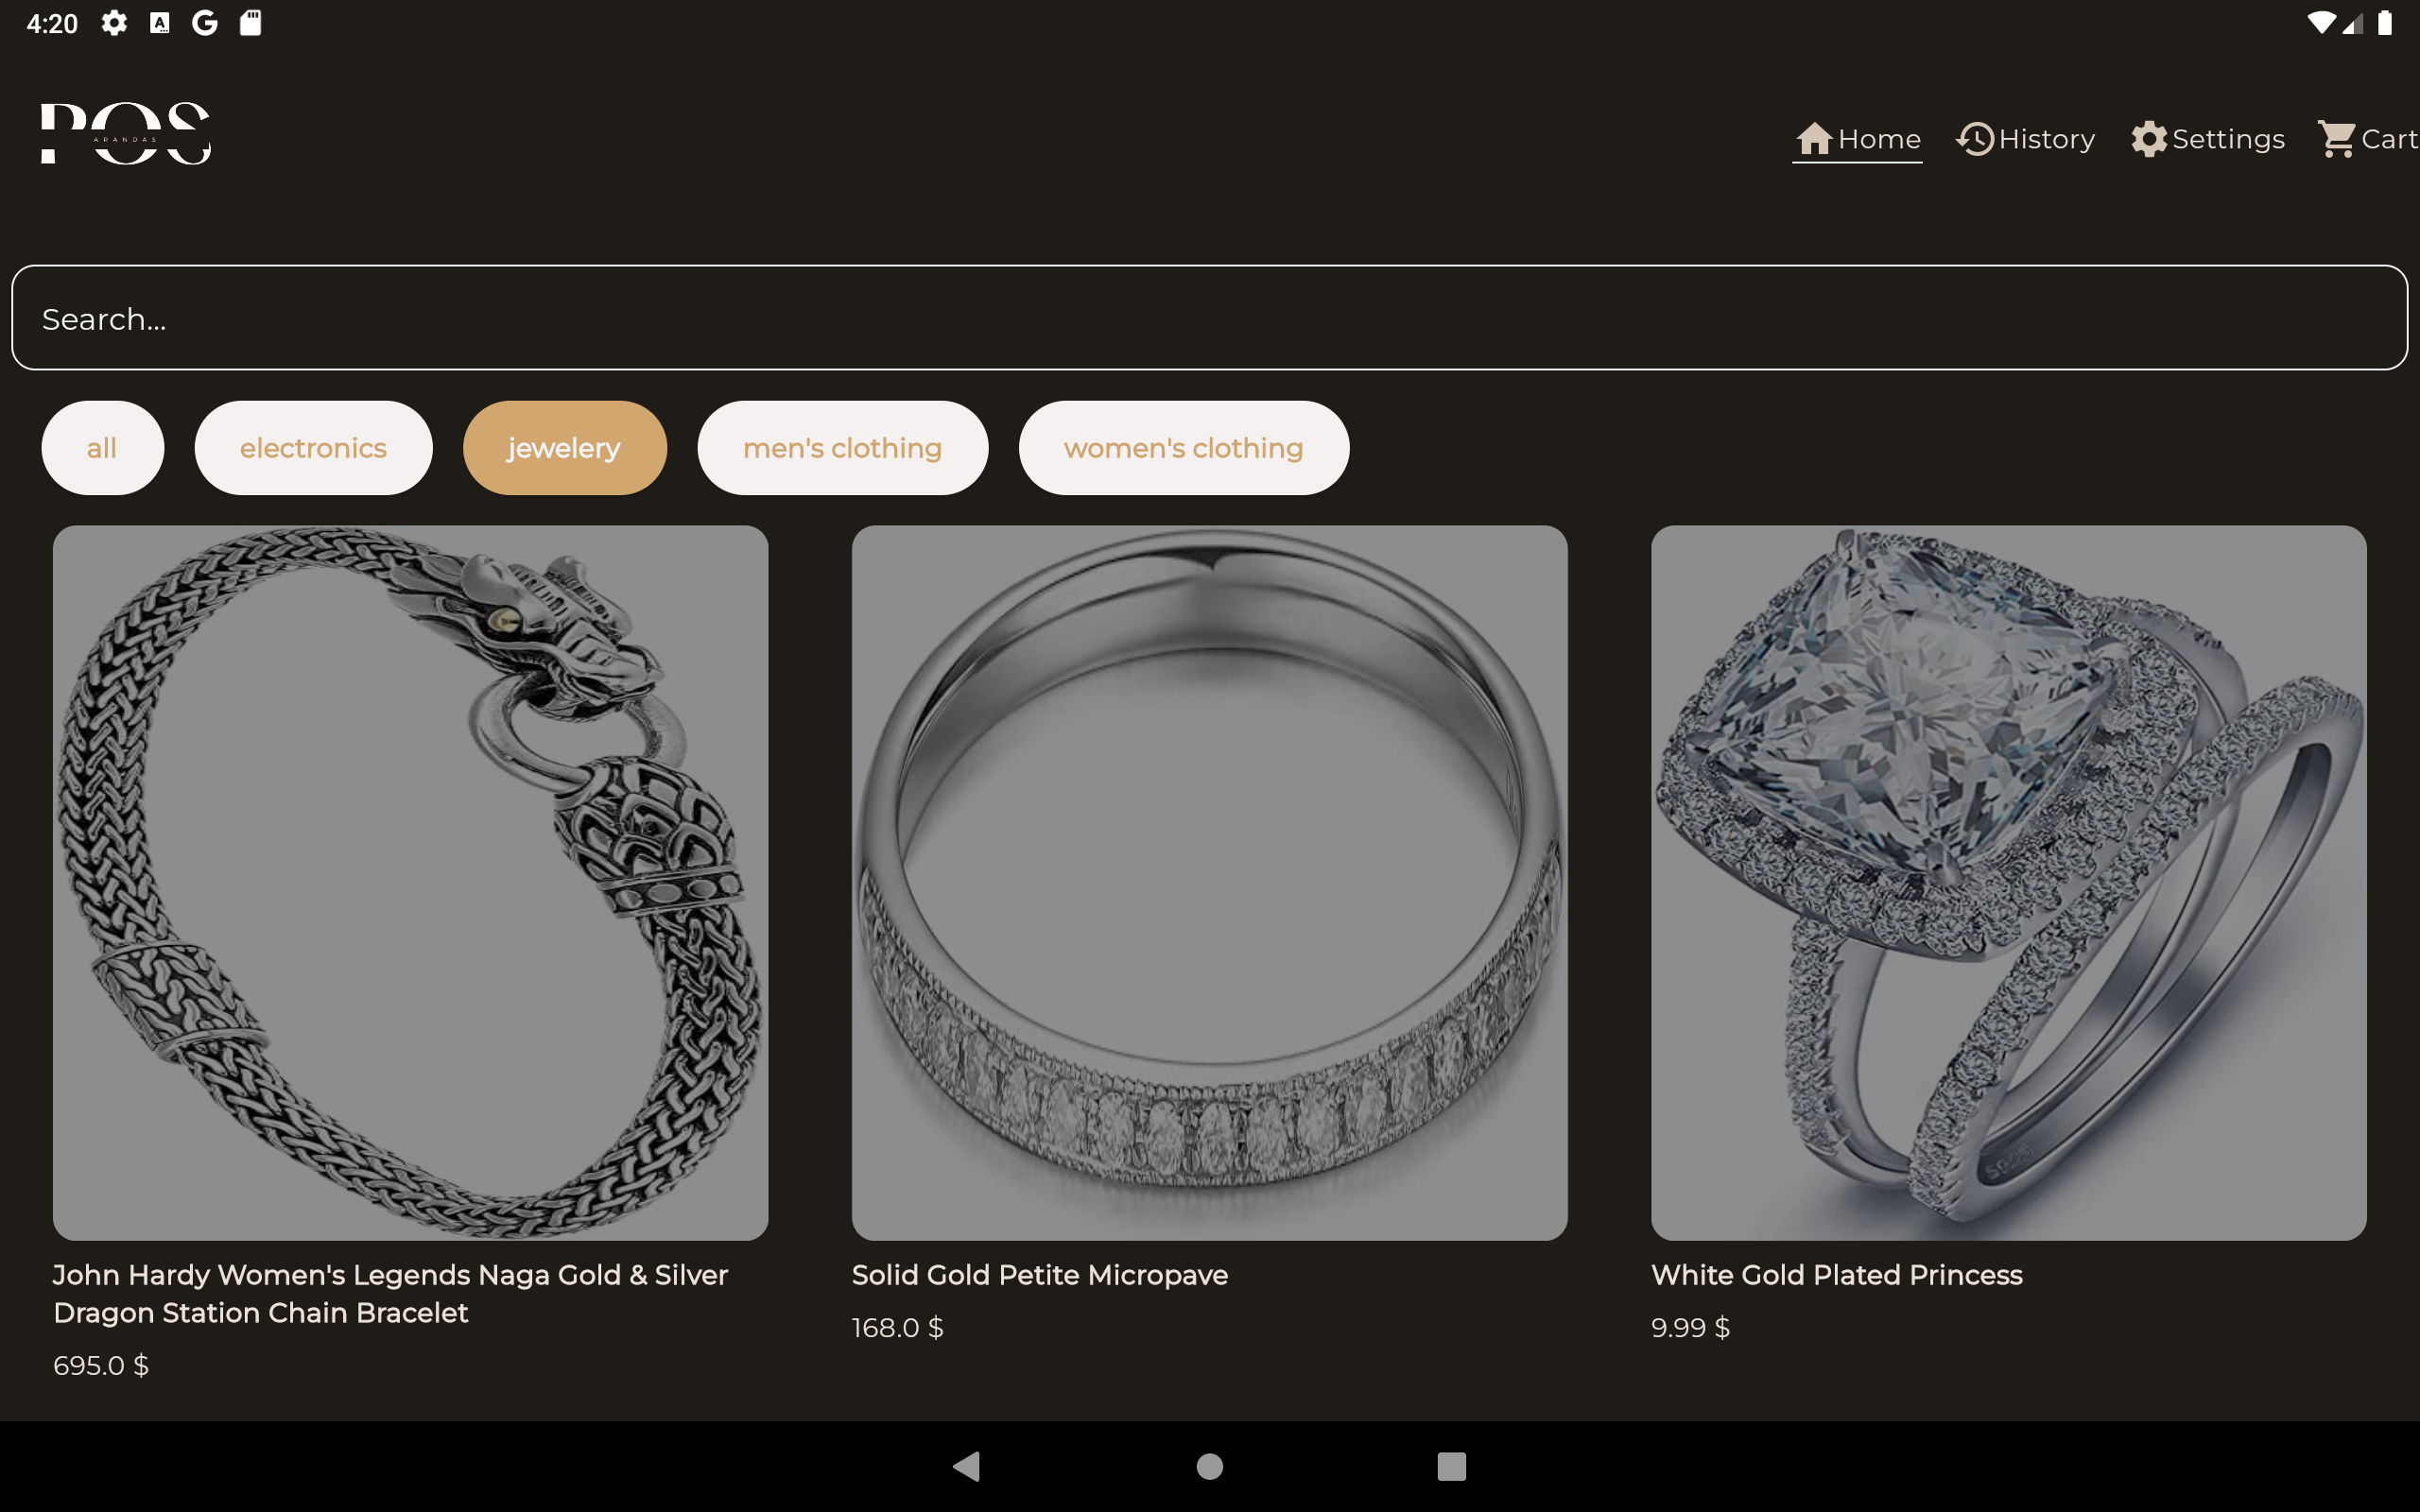 4:20
POS
ARANDAS
Home History Settings Cart
Search...
all electronics jewelery men's clothing women's clothing
John Hardy Women's Legends Naga Gold & Silver
Dragon Station Chain Bracelet
695.0 $
Solid Gold Petite Micropave
168.0 $
White Gold Plated Princess
9.99 $